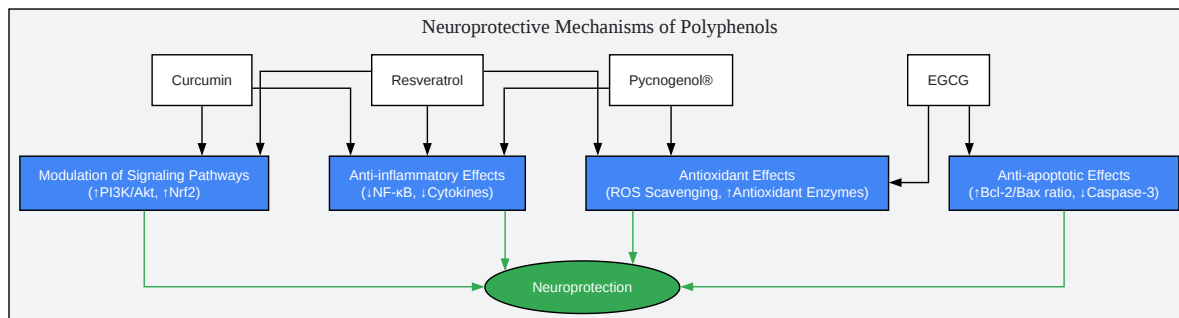 Neuroprotective Mechanisms of Polyphenols
Curcumin
Resveratrol
Pycnogenol®
EGCG
Modulation of Signaling Pathways
(↑PI3K/Akt, ↑Nrf2)
Anti-inflammatory Effects
(↓NF-κB, ↓Cytokines)
Antioxidant Effects
(ROS Scavenging, ↑Antioxidant Enzymes)
Anti-apoptotic Effects
(↑Bcl-2/Bax ratio, ↓Caspase-3)
Neuroprotection